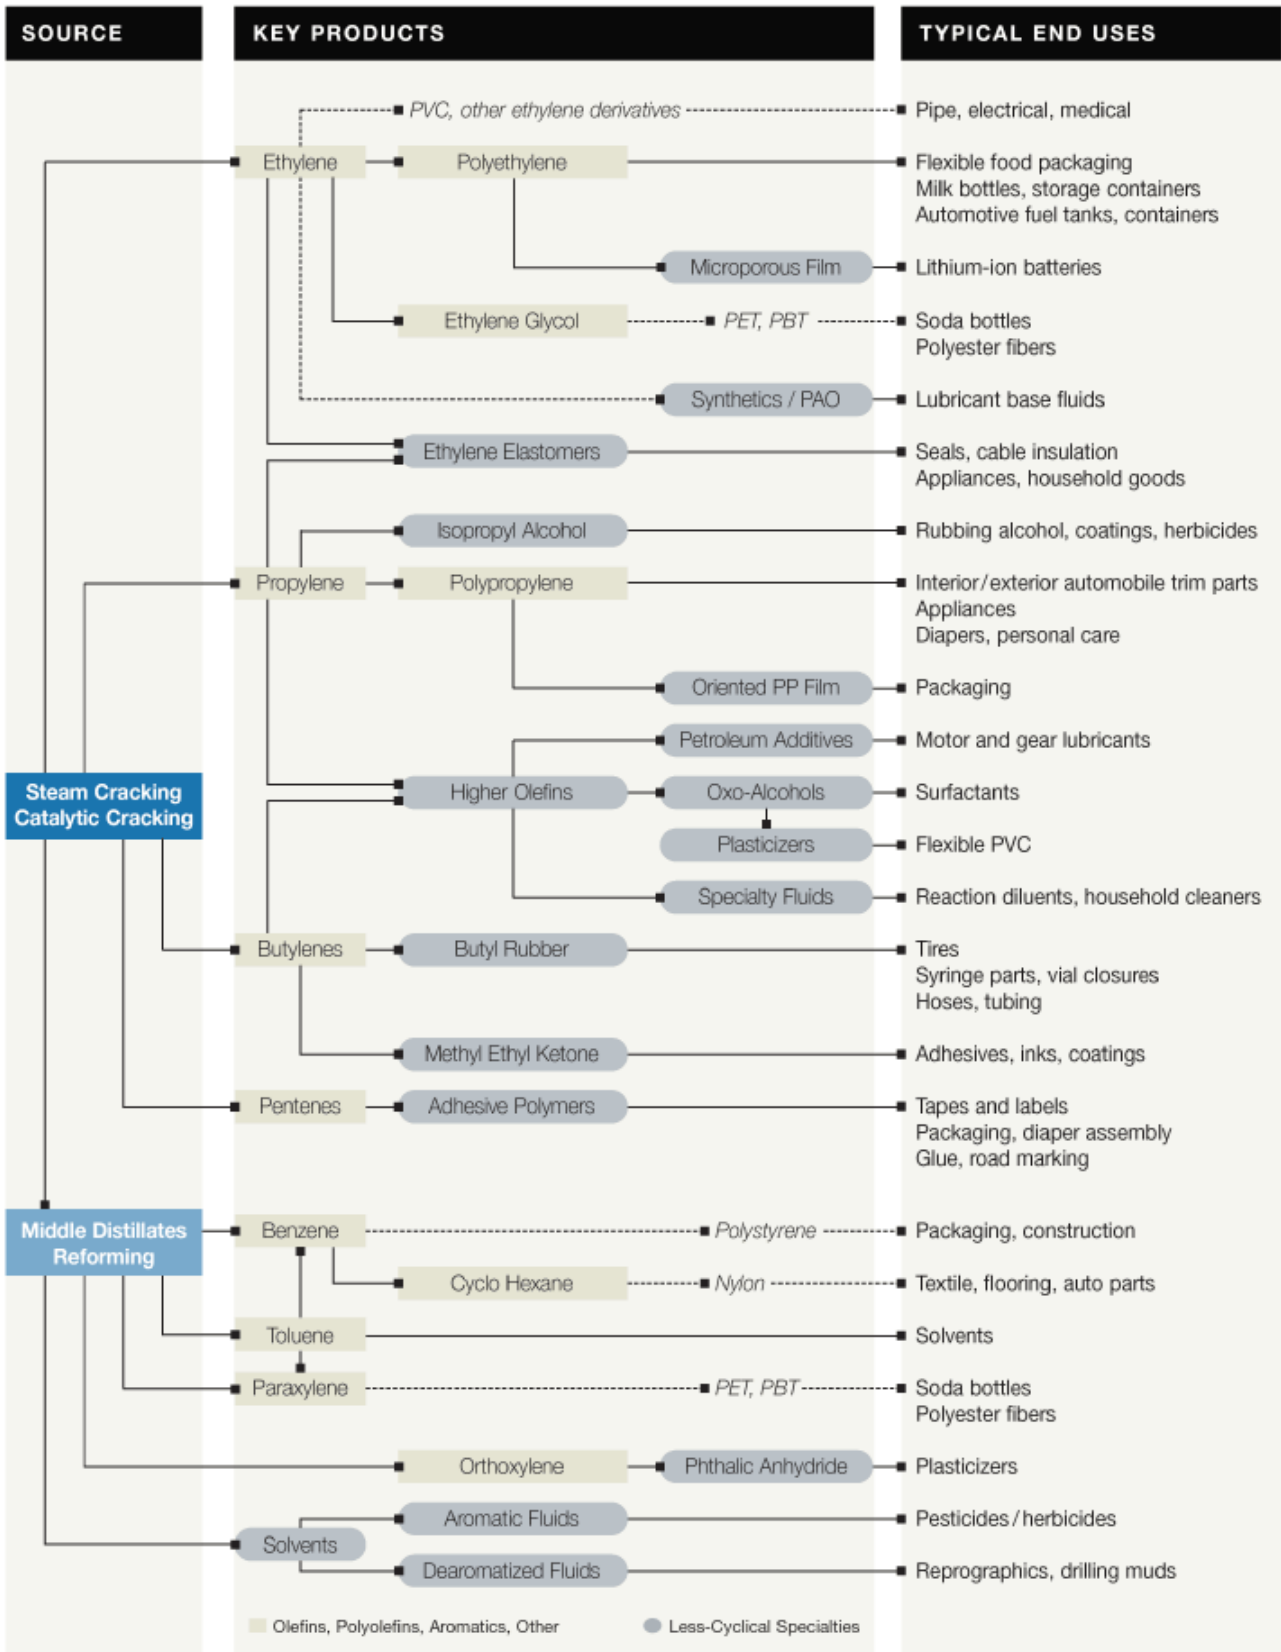 SOURCE
KEY PRODUCTS
TYPICAL END USES
PVC, other ethylene derivatives
Pipe, electrical, medical
Ethylene
Polyethylene
Flexible food packaging
Milk bottles, storage containers
Automotive fuel tanks, containers
Microporous Film
Lithium-ion batteries
Ethylene Glycol
PET, PBT
Soda bottles
Polyester fibers
Synthetics / PAO
Lubricant base fluids
Ethylene Elastomers
Seals, cable insulation
Appliances, household goods
Isopropyl Alcohol
Rubbing alcohol, coatings, herbicides
Propylene
Polypropylene
Interior/exterior automobile trim parts
Appliances
Diapers, personal care
Oriented PP Film
Packaging
Petroleum Additives
Motor and gear lubricants
Steam Cracking
Catalytic Cracking
Higher Olefins
Oxo-Alcohols
Surfactants
Plasticizers
Flexible PVC
Specialty Fluids
Reaction diluents, household cleaners
Butylenes
Butyl Rubber
Tires
Syringe parts, vial closures
Hoses, tubing
Methyl Ethyl Ketone
Adhesives, inks, coatings
Pentenes
Adhesive Polymers
Tapes and labels
Packaging, diaper assembly
Glue, road marking
Middle Distillates
Reforming
Benzene
Polystyrene
Packaging, construction
Cyclo Hexane
Nylon
Textile, flooring, auto parts
Toluene
Solvents
Paraxylene
PET, PBT
Soda bottles
Polyester fibers
Orthoxylene
Phthalic Anhydride
Plasticizers
Solvents
Aromatic Fluids
Pesticides/herbicides
Dearomatized Fluids
Reprographics, drilling muds
Olefins, Polyolefins, Aromatics, Other
Less-Cyclical Specialties